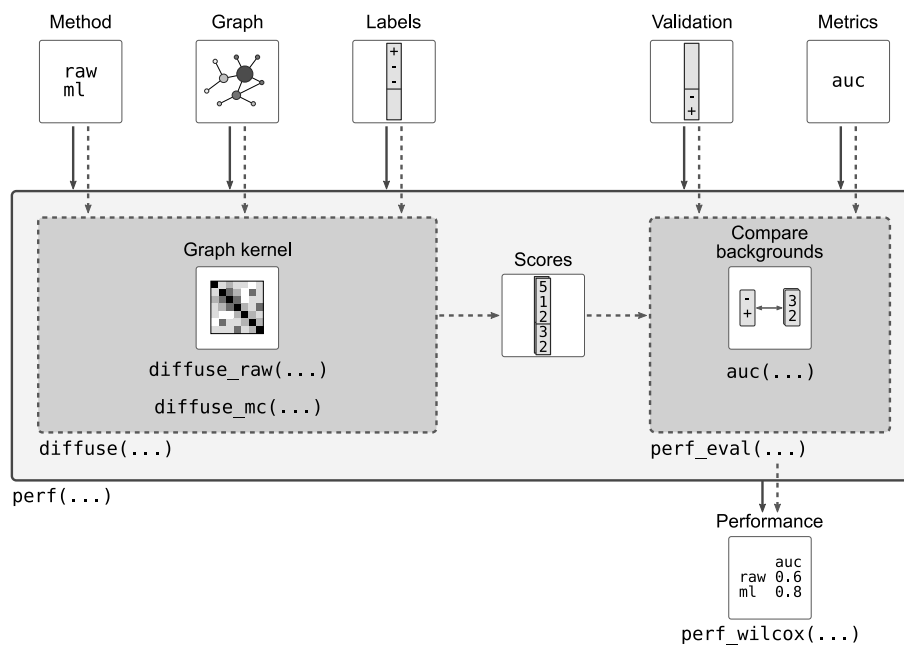 Method
Graph
Labels
Validation
Metrics
raw
ml
+
-
-
-
+
auc
Graph kernel
Scores
Compare
backgrounds
5
1
2
3
2
-
+
3
2
diffuse_raw(...)
auc(...)
diffuse_mc(...)
diffuse(...)
perf_eval(...)
perf(...)
Performance
auc
raw 0.6
ml 0.8
perf_wilcox(...)